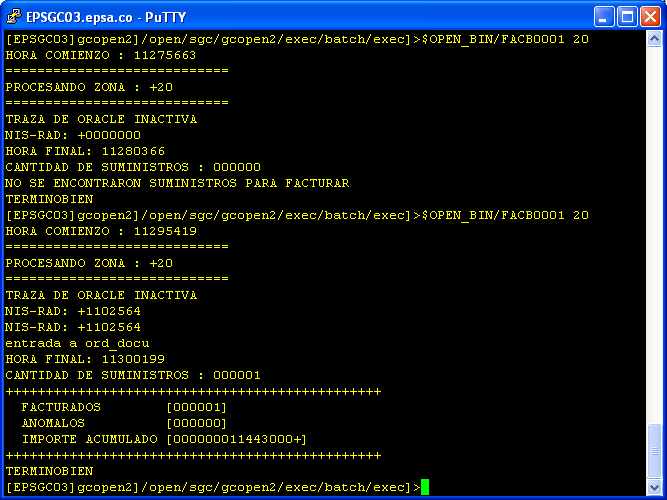 EPSGC03.epsa.co - PuTTY
[EPSGC03]gcopen2]/open/sgc/gcopen2/exec/batch/exec]>$OPEN_BIN/FACB0001 20
HORA COMIENZO : 11275663
===========================
PROCESANDO ZONA : +20
===========================
TRAZA DE ORACLE INACTIVA
NIS-RAD: +0000000
HORA FINAL: 11280366
CANTIDAD DE SUMINISTROS : 000000
NO SE ENCONTRARON SUMINISTROS PARA FACTURAR
TERMINOBIEN
[EPSGC03]gcopen2]/open/sgc/gcopen2/exec/batch/exec]>$OPEN_BIN/FACB0001 20
HORA COMIENZO : 11295419
===========================
PROCESANDO ZONA : +20
===========================
TRAZA DE ORACLE INACTIVA
NIS-RAD: +1102564
NIS-RAD: +1102564
entrada a ord_docu
HORA FINAL: 11300199
CANTIDAD DE SUMINISTROS : 000001
++++++++++++++++++++++++++++++++++++++++++++++
FACTURADOS [000001]
ANOMALOS [000000]
IMPORTE ACUMULADO [000000011443000+]
++++++++++++++++++++++++++++++++++++++++++++++
TERMINOBIEN
[EPSGC03]gcopen2]/open/sgc/gcopen2/exec/batch/exec]>